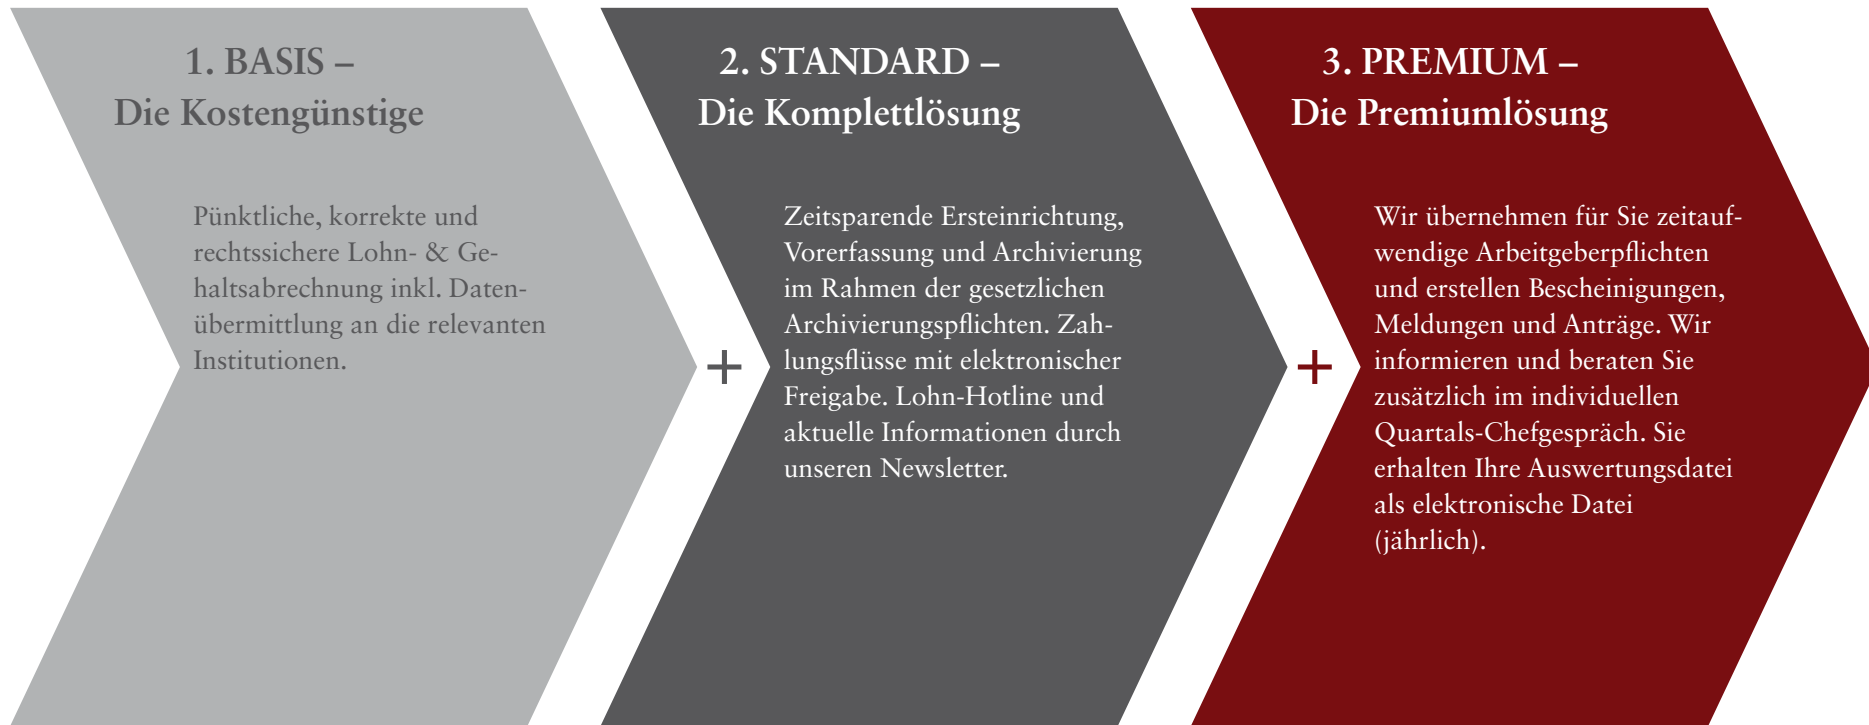 1. BASIS –
Die Kostengünstige
Pünktliche, korrekte und
rechtssichere Lohn- & Ge-
haltsabrechnung inkl. Daten-
übermittlung an die relevanten
Institutionen.
+
2. STANDARD –
Die Komplettlösung
Zeitsparende Ersteinrichtung,
Vorerfassung und Archivierung
im Rahmen der gesetzlichen
Archivierungspflichten. Zah-
lungsflüsse mit elektronischer
Freigabe. Lohn-Hotline und
aktuelle Informationen durch
unseren Newsletter.
+
3. PREMIUM –
Die Premiumlösung
Wir übernehmen für Sie zeitauf-
wendige Arbeitgeberpflichten
und erstellen Bescheinigungen,
Meldungen und Anträge. Wir
informieren und beraten Sie
zusätzlich im individuellen
Quartals-Chefgespräch. Sie
erhalten Ihre Auswertungsdatei
als elektronische Datei
(jährlich).